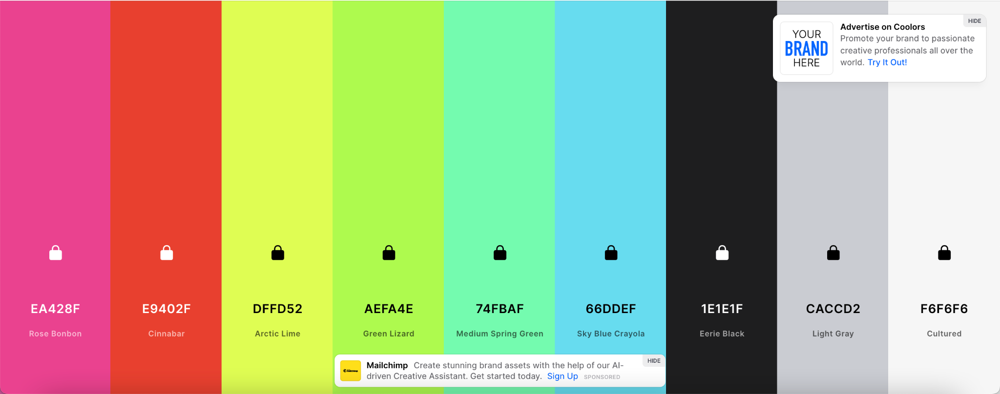 HIDE
YOUR
BRAND
HERE
Advertise on Coolors
Promote your brand to passionate
creative professionals all over the
world. Try It Out!
EA428F
Rose Bonbon
E9402F
Cinnabar
DFFD52
Arctic Lime
AEFA4E
Green Lizard
74FBAF
Medium Spring Green
66DDEF
Sky Blue Crayola
1E1E1F
Eerie Black
CACCD2
Light Gray
F6F6F6
Cultured
mailchimp
Mailchimp Create stunning brand assets with the help of our AI-
driven Creative Assistant. Get started today. Sign Up SPONSORED
HIDE